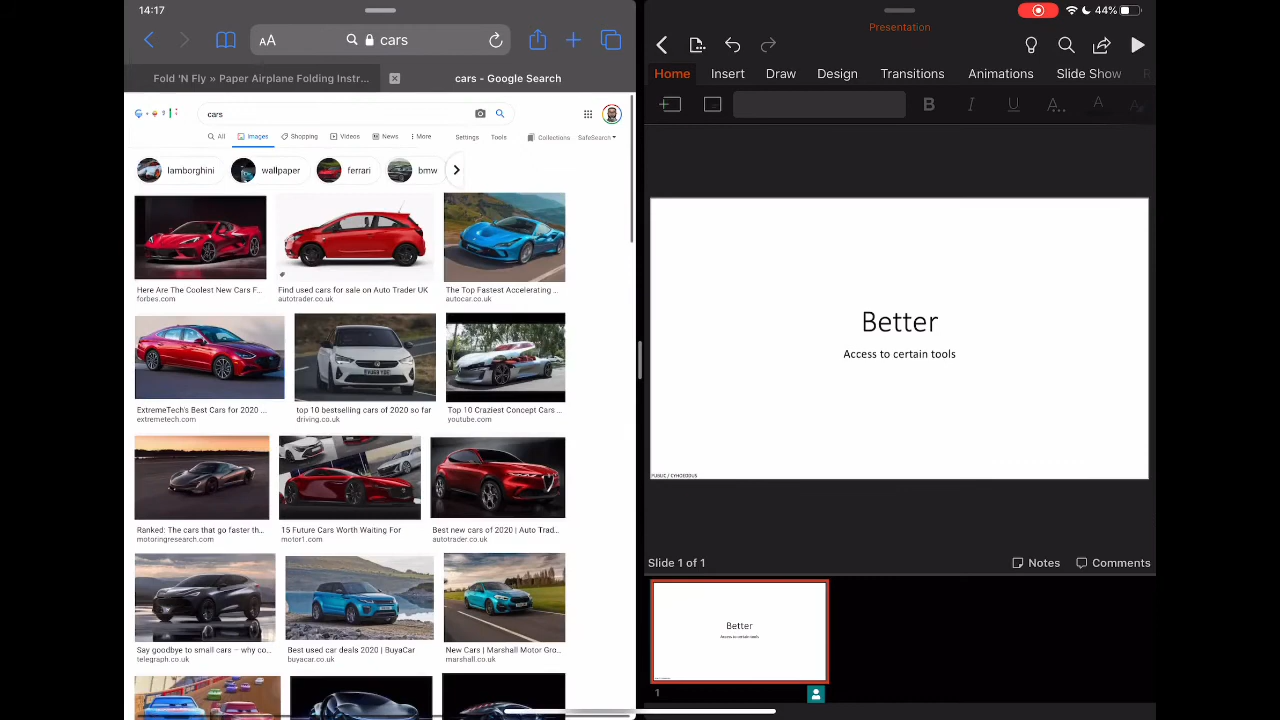 14:17
cars
Fold 'N Fly » Paper Airplane Folding Instr...
cars - Google Search
cars
All
Images
Shopping
Videos
News
More
Settings
Tools
Collections
SafeSearch
lamborghini
wallpaper
ferrari
bmw
Here Are The Coolest New Cars F...
forbes.com
Find used cars for sale on Auto Trader UK
autotrader.co.uk
The Top Fastest Accelerating ...
autocar.co.uk
ExtremeTech's Best Cars for 2020 ...
extremetech.com
top 10 bestselling cars of 2020 so far
driving.co.uk
Top 10 Craziest Concept Cars ...
youtube.com
Ranked: The cars that go faster th...
motoringresearch.com
15 Future Cars Worth Waiting For
motor1.com
Best new cars of 2020 | Auto Trad...
autotrader.co.uk
Say goodbye to small cars – why co...
telegraph.co.uk
Best used car deals 2020 | BuyaCar
buyacar.co.uk
New Cars | Marshall Motor Gro...
marshall.co.uk
44%
Presentation
Home
Insert
Draw
Design
Transitions
Animations
Slide Show
B
I
U
A...
A
Better
Access to certain tools
Slide 1 of 1
Notes
Comments
Better
Access to certain tools
1